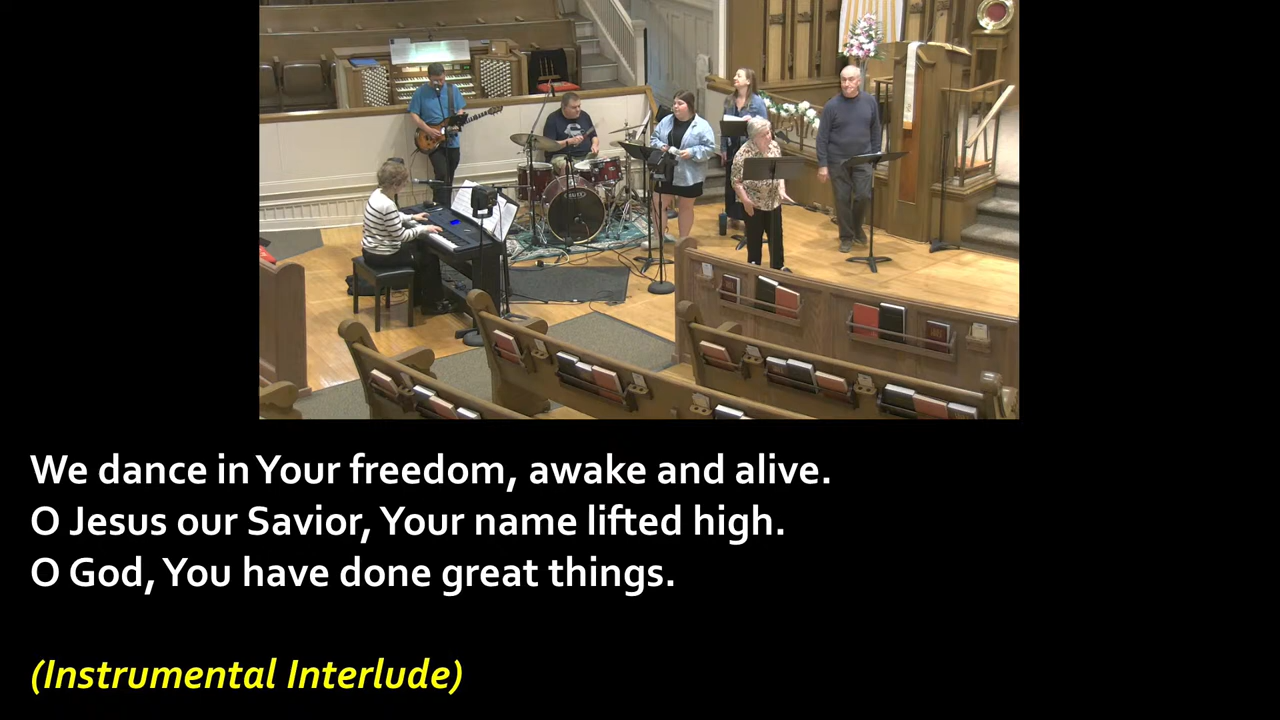 We dance in Your freedom, awake and alive.
O Jesus our Savior, Your name lifted high.
O God, You have done great things.
(Instrumental Interlude)